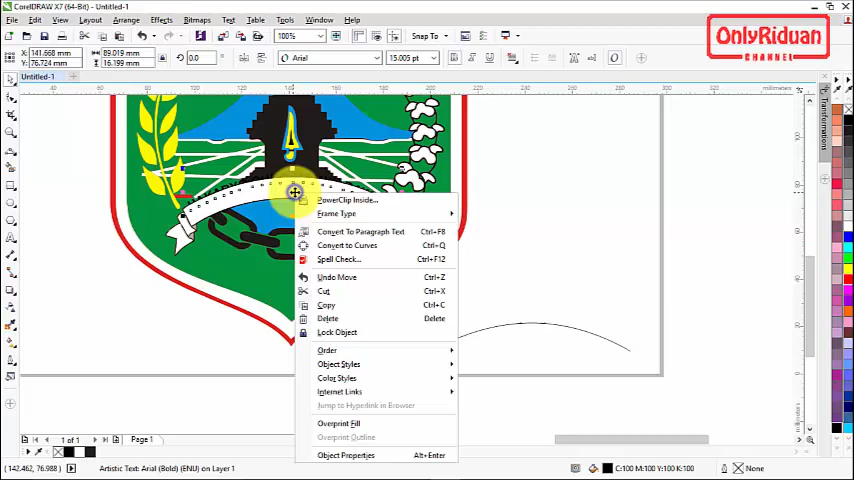 CorelDRAW X7 (64-Bit) - Untitled-1
File Edit View Layout Arrange Effects Bitmaps Text Table Tools Window Help
100% Snap To
X: 141.668 mm 89.019 mm
Y: 76.724 mm 16.199 mm
0.0 Arial 15.005 pt
Untitled-1
OnlyRiduan
CHANNEL
millimeters
Transformations
PowerClip Inside...
Frame Type
Convert To Paragraph Text Ctrl+F8
Convert to Curves Ctrl+Q
Spell Check... Ctrl+F12
Undo Move Ctrl+Z
Cut Ctrl+X
Copy Ctrl+C
Delete Delete
Lock Object
Order
Object Styles
Color Styles
Internet Links
Jump to Hyperlink in Browser
Overprint Fill
Overprint Outline
Object Properties Alt+Enter
1 of 1 Page 1
(142.462, 76.988) Artistic Text: Arial (Bold) (ENU) on Layer 1 C:100 M:100 Y:100 K:100 None